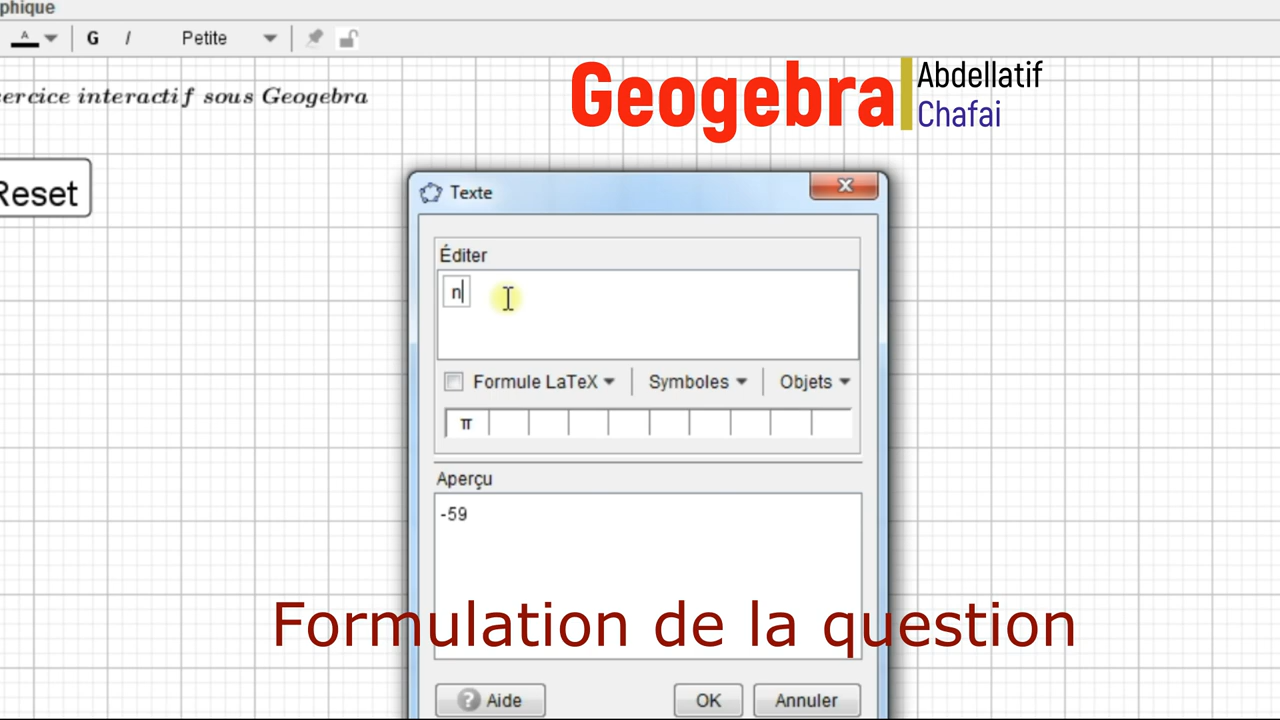 phique
A G I Petite
ercice interactif sous Geogebra
Geogebra
Abdellatif
Chafai
Reset
Texte
Éditer
n
Formule LaTeX Symboles Objets
π
Aperçu
-59
Formulation de la question
? Aide OK Annuler